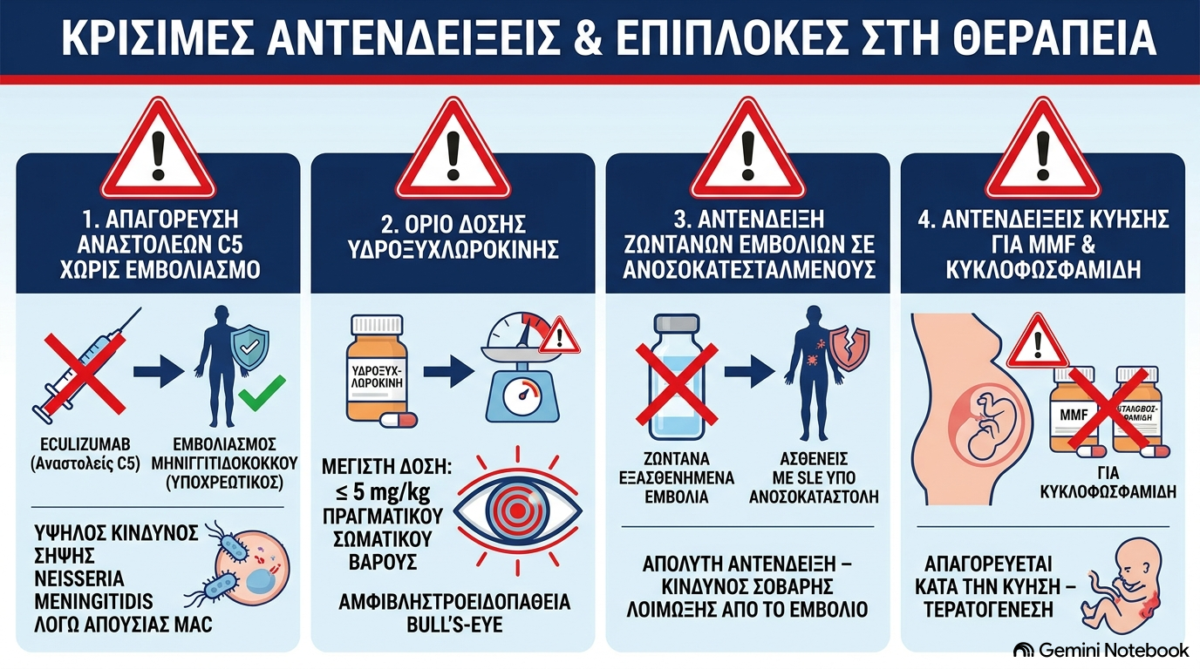 ΚΡΙΣΙΜΕΣ ΑΝΤΕΝΔΕΙΞΕΙΣ & ΕΠΙΠΛΟΚΕΣ ΣΤΗ ΘΕΡΑΠΕΙΑ
1. ΑΠΑΓΟΡΕΥΣΗ
ΑΝΑΣΤΟΛΕΩΝ C5
ΧΩΡΙΣ ΕΜΒΟΛΙΑΣΜΟ
ECULIZUMAB
(Αναστολείς C5)
ΕΜΒΟΛΙΑΣΜΟΣ
ΜΗΝΙΓΓΙΤΙΔΟΚΟΚΚΟΥ
(ΥΠΟΧΡΕΩΤΙΚΟΣ)
ΥΨΗΛΟΣ ΚΙΝΔΥΝΟΣ
ΣΗΨΗΣ
NEISSERIA
MENINGITIDIS
ΛΟΓΩ ΑΠΟΥΣΙΑΣ MAC
2. ΟΡΙΟ ΔΟΣΗΣ
ΥΔΡΟΞΥΧΛΩΡΟΚΙΝΗΣ
ΥΔΡΟΞΥΧ-
ΛΩΡΟΚΙΝΗ
ΜΕΓΙΣΤΗ ΔΟΣΗ:
≤ 5 mg/kg
ΠΡΑΓΜΑΤΙΚΟΥ
ΣΩΜΑΤΙΚΟΥ
ΒΑΡΟΥΣ
ΑΜΦΙΒΛΗΣΤΡΟΕΙΔΟΠΑΘΕΙΑ
BULL'S-EYE
3. ΑΝΤΕΝΔΕΙΞΗ
ΖΩΝΤΑΝΩΝ ΕΜΒΟΛΙΩΝ ΣΕ
ΑΝΟΣΟΚΑΤΕΣΤΑΛΜΕΝΟΥΣ
ΖΩΝΤΑΝΑ
ΕΞΑΣΘΕΝΗΜΕΝΑ
ΕΜΒΟΛΙΑ
ΑΣΘΕΝΕΙΣ
ΜΕ SLE ΥΠΟ
ΑΝΟΣΟΚΑΤΑΣΤΟΛΗ
ΑΠΟΛΥΤΗ ΑΝΤΕΝΔΕΙΞΗ –
ΚΙΝΔΥΝΟΣ ΣΟΒΑΡΗΣ
ΛΟΙΜΩΞΗΣ ΑΠΟ ΤΟ ΕΜΒΟΛΙΟ
4. ΑΝΤΕΝΔΕΙΞΕΙΣ ΚΥΗΣΗΣ
ΓΙΑ MMF &
ΚΥΚΛΟΦΩΣΦΑΜΙΔΗ
MMF
ΓΙΑ
ΚΥΚΛΟΦΩΣΦΑΜΙΔΗ
ΑΠΑΓΟΡΕΥΕΤΑΙ
ΚΑΤΑ ΤΗΝ ΚΥΗΣΗ –
ΤΕΡΑΤΟΓΕΝΕΣΗ
Gemini Notebook